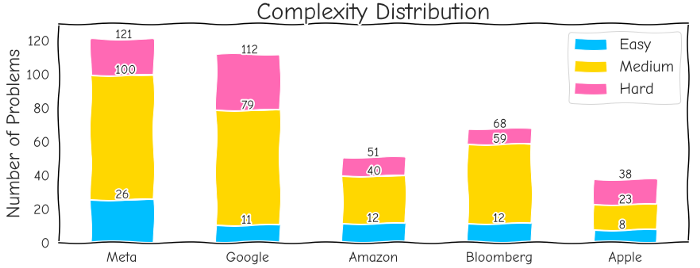 Complexity Distribution
Number of Problems
120
100
80
60
40
20
0
121
100
26
112
79
11
51
40
12
68
59
12
38
23
8
Easy
Medium
Hard
Meta
Google
Amazon
Bloomberg
Apple